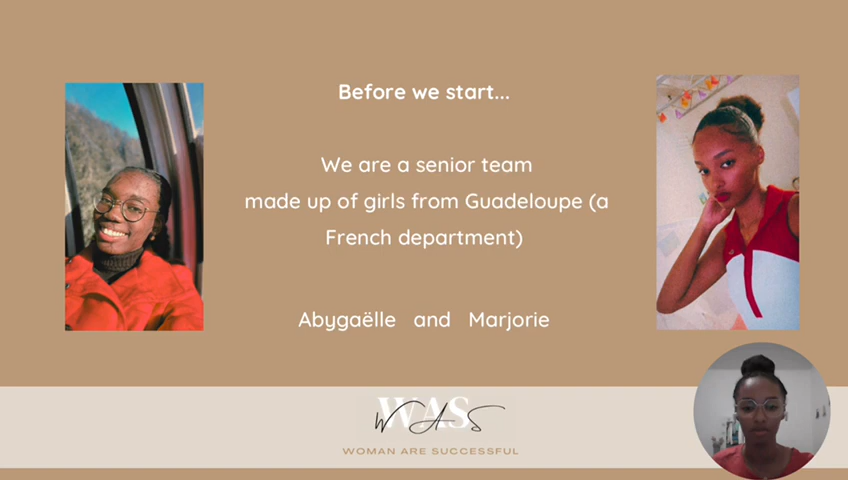 Before we start...
We are a senior team
made up of girls from Guadeloupe (a
French department)
Abygaëlle and Marjorie
WAS
WAS
WOMAN ARE SUCCESSFUL